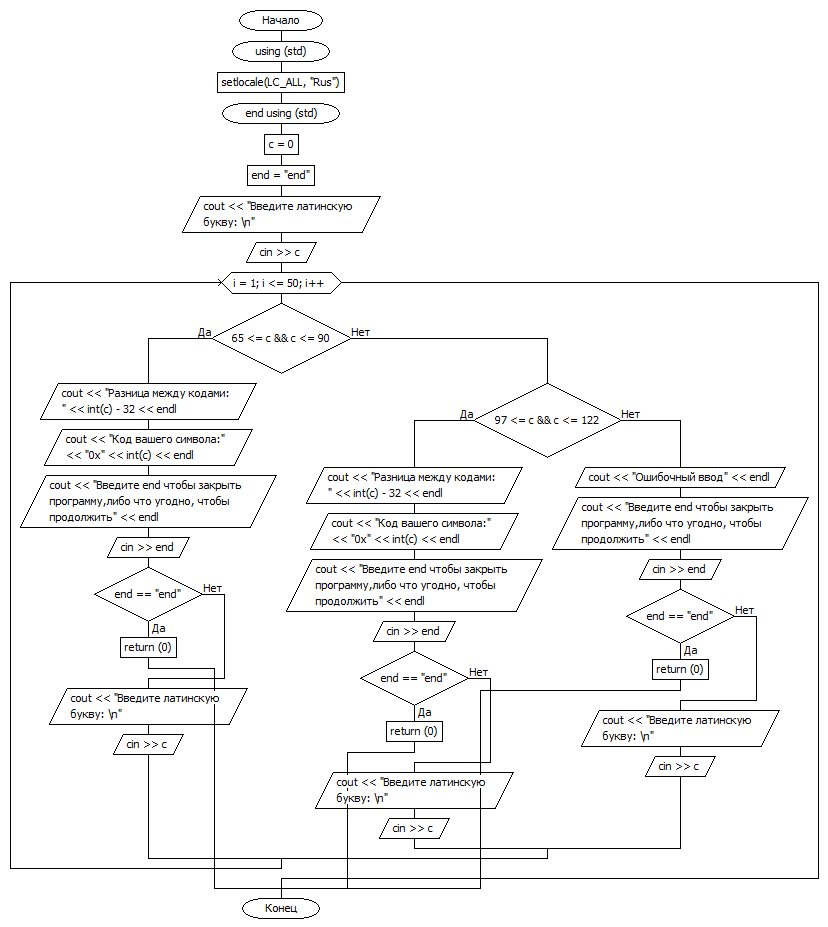 Начало
using (std)
setlocale(LC_ALL, "Rus")
end using (std)
c = 0
end = "end"
cout << "Введите латинскую
букву: \n"
cin >> c
i = 1; i <= 50; i++
65 <= c && c <= 90
Да
Нет
cout << "Разница между кодами:
" << int(c) - 32 << endl
cout << "Код вашего символа:"
<< "0x" << int(c) << endl
cout << "Введите end чтобы закрыть
программу,либо что угодно, чтобы
продолжить" << endl
cin >> end
end == "end"
Нет
Да
return (0)
cout << "Введите латинскую
букву: \n"
cin >> c
97 <= c && c <= 122
Да
Нет
cout << "Разница между кодами:
" << int(c) - 32 << endl
cout << "Код вашего символа:"
<< "0x" << int(c) << endl
cout << "Введите end чтобы закрыть
программу,либо что угодно, чтобы
продолжить" << endl
cin >> end
end == "end"
Нет
Да
return (0)
cout << "Введите латинскую
букву: \n"
cin >> c
cout << "Ошибочный ввод" << endl
cout << "Введите end чтобы закрыть
программу,либо что угодно, чтобы
продолжить" << endl
cin >> end
end == "end"
Нет
Да
return (0)
cout << "Введите латинскую
букву: \n"
cin >> c
Конец